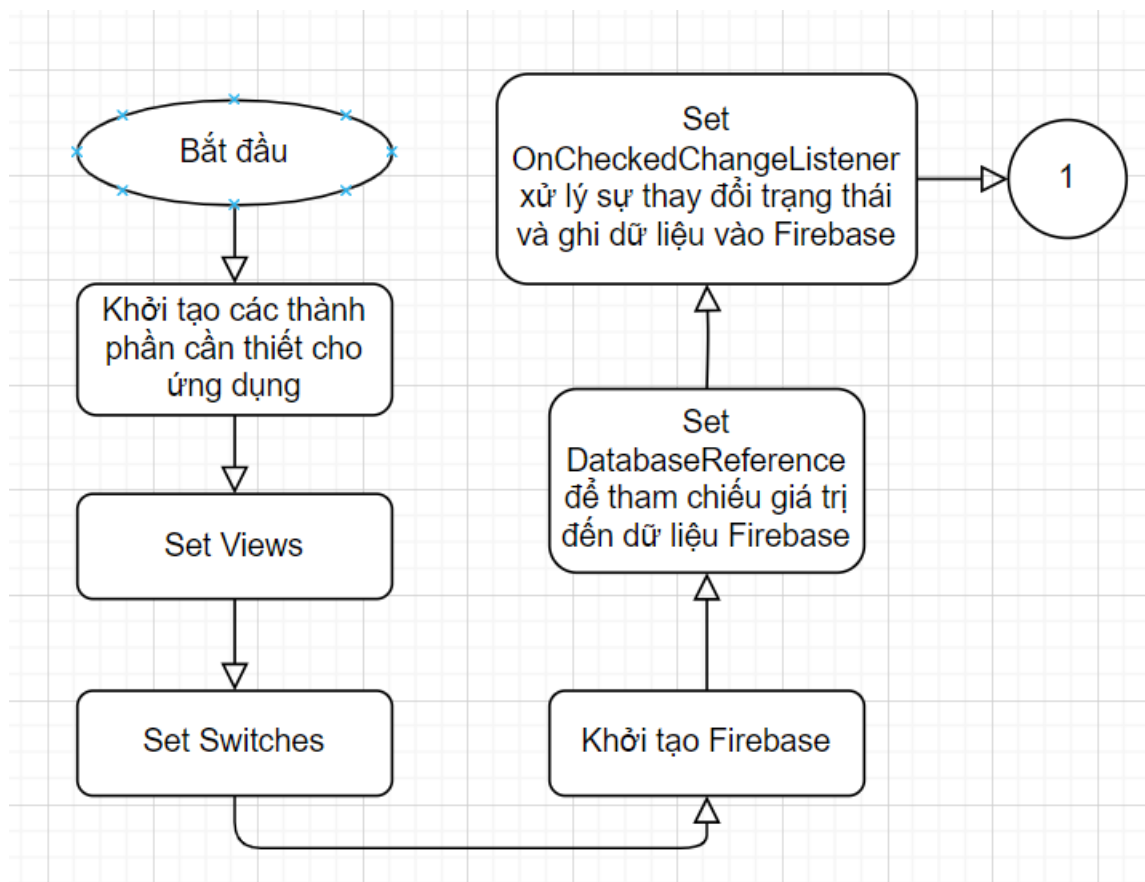 Bắt đầu
Khởi tạo các thành
phần cần thiết cho
ứng dụng
Set Views
Set Switches
Khởi tạo Firebase
Set
DatabaseReference
để tham chiếu giá trị
đến dữ liệu Firebase
Set
OnCheckedChangeListener
xử lý sự thay đổi trạng thái
và ghi dữ liệu vào Firebase
1